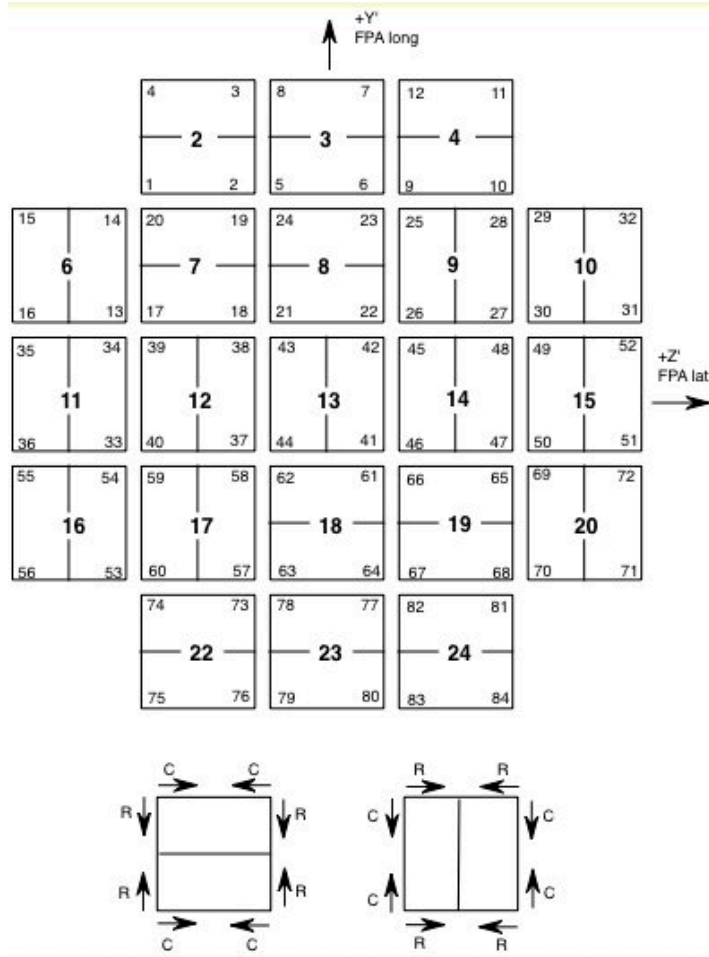 +Y'
FPA long
4 3 8 7 12 11
2 3 4
1 2 5 6 9 10
15 14 20 19 24 23 25 28 29 32
6 7 8 9 10
16 13 17 18 21 22 26 27 30 31
35 34 39 38 43 42 45 48 49 52
+Z'
FPA lat
11 12 13 14 15
36 33 40 37 44 41 46 47 50 51
55 54 59 58 62 61 66 65 69 72
16 17 18 19 20
56 53 60 57 63 64 67 68 70 71
74 73 78 77 82 81
22 23 24
75 76 79 80 83 84
C C R R
R R C C
R R C C
C C R R